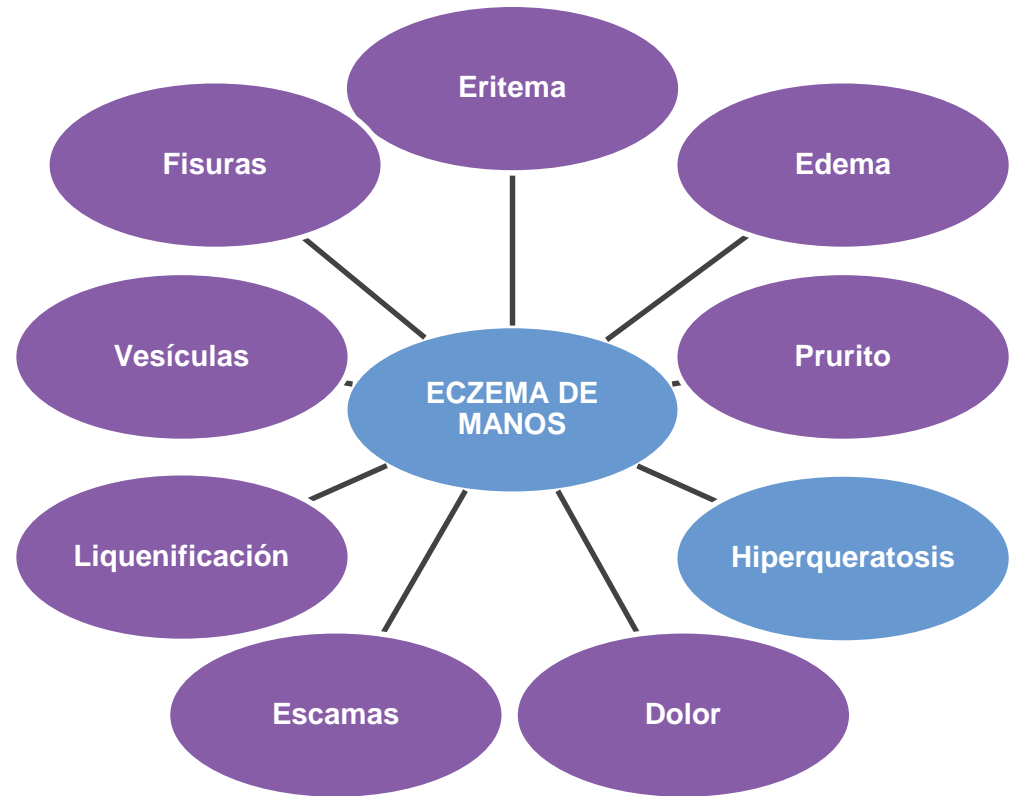 Eritema
Fisuras
Edema
Vesículas
Prurito
ECZEMA DE
MANOS
Liquenificación
Hiperqueratosis
Escamas
Dolor